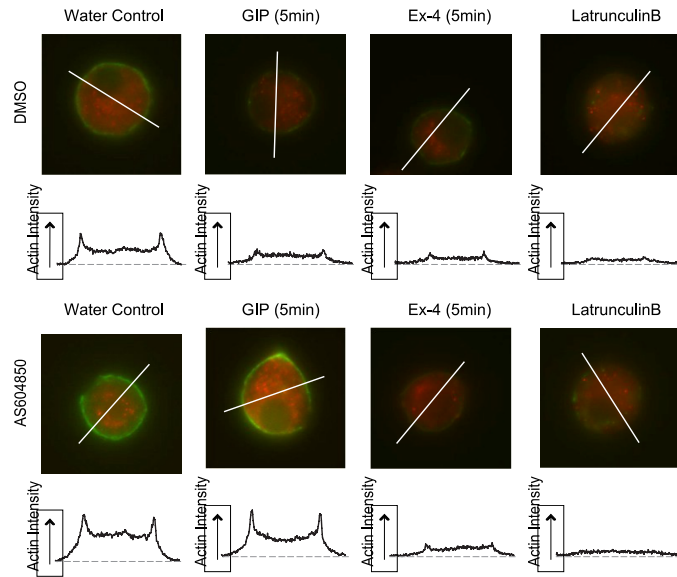 Water Control GIP (5min) Ex-4 (5min) LatrunculinB
DMSO
Actin Intensity Actin Intensity Actin Intensity Actin Intensity
Water Control GIP (5min) Ex-4 (5min) LatrunculinB
AS604850
Actin Intensity Actin Intensity Actin Intensity Actin Intensity